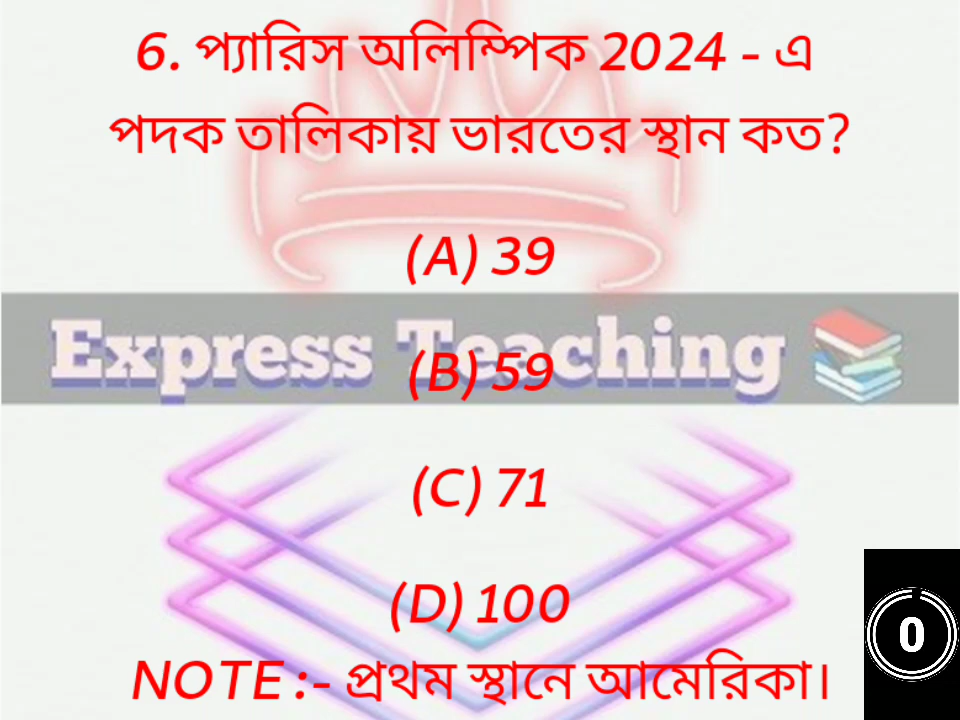 6. প্যারিস অলিম্পিক 2024 - এ
পদক তালিকায় ভারতের স্থান কত?
(A) 39
Express Teaching
(B) 59
(C) 71
(D) 100
0
NOTE :- প্রথম স্থানে আমেরিকা।